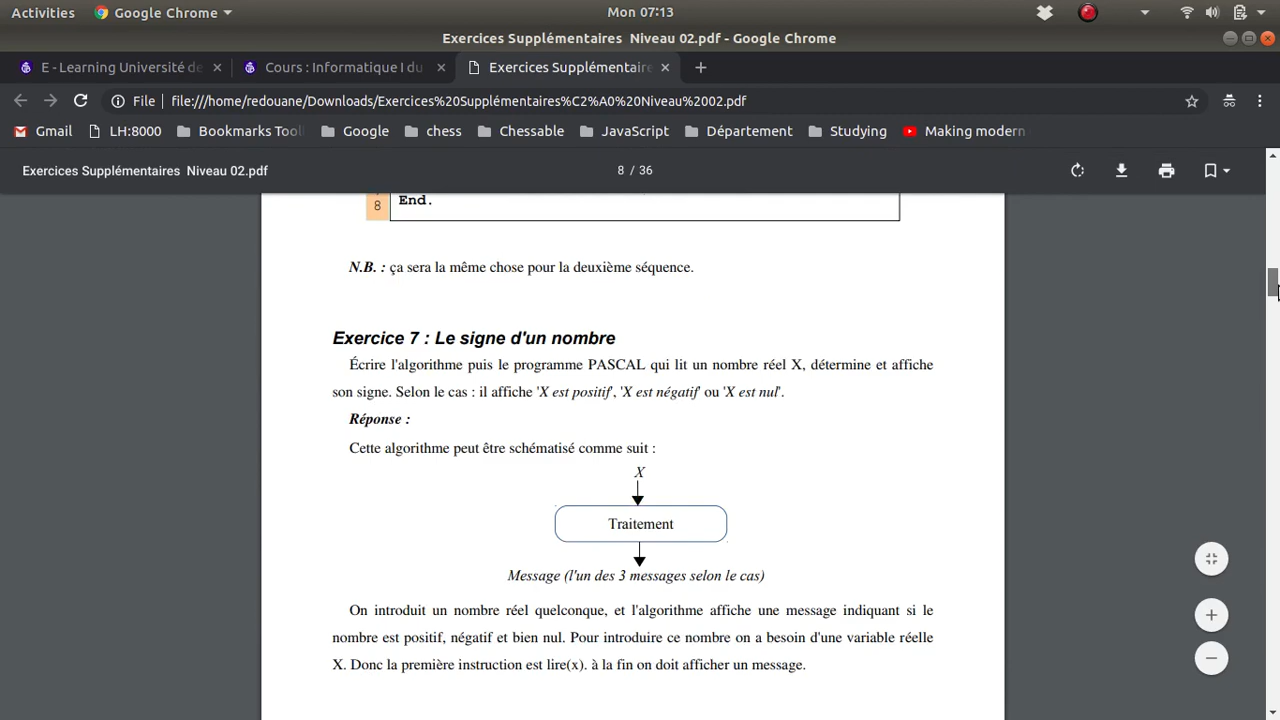 Activities Google Chrome Mon 07:13
Exercices Supplémentaires Niveau 02.pdf - Google Chrome
E - Learning Université de Cours : Informatique I du Exercices Supplémentaire
File file:///home/redouane/Downloads/Exercices%20Supplémentaires%C2%A0%20Niveau%2002.pdf
Gmail LH:8000 Bookmarks Tool Google chess Chessable JavaScript Département Studying Making modern
Exercices Supplémentaires Niveau 02.pdf 8 / 36
8 End.
N.B. : ça sera la même chose pour la deuxième séquence.
Exercice 7 : Le signe d'un nombre
Écrire l'algorithme puis le programme PASCAL qui lit un nombre réel X, détermine et affiche
son signe. Selon le cas : il affiche 'X est positif', 'X est négatif' ou 'X est nul'.
Réponse :
Cette algorithme peut être schématisé comme suit :
X
Traitement
Message (l'un des 3 messages selon le cas)
On introduit un nombre réel quelconque, et l'algorithme affiche une message indiquant si le
nombre est positif, négatif et bien nul. Pour introduire ce nombre on a besoin d'une variable réelle
X. Donc la première instruction est lire(x). à la fin on doit afficher un message.